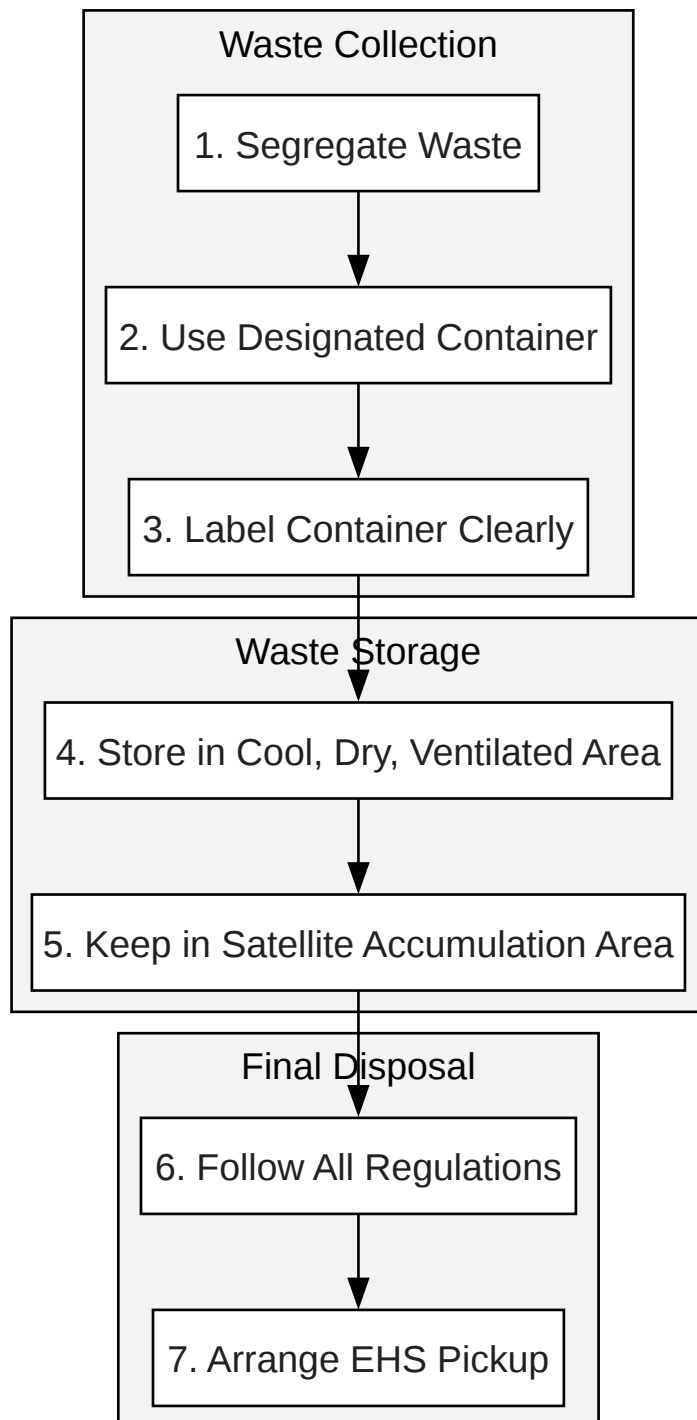 Waste Collection
1. Segregate Waste
2. Use Designated Container
3. Label Container Clearly
Waste Storage
4. Store in Cool, Dry, Ventilated Area
5. Keep in Satellite Accumulation Area
Final Disposal
6. Follow All Regulations
7. Arrange EHS Pickup